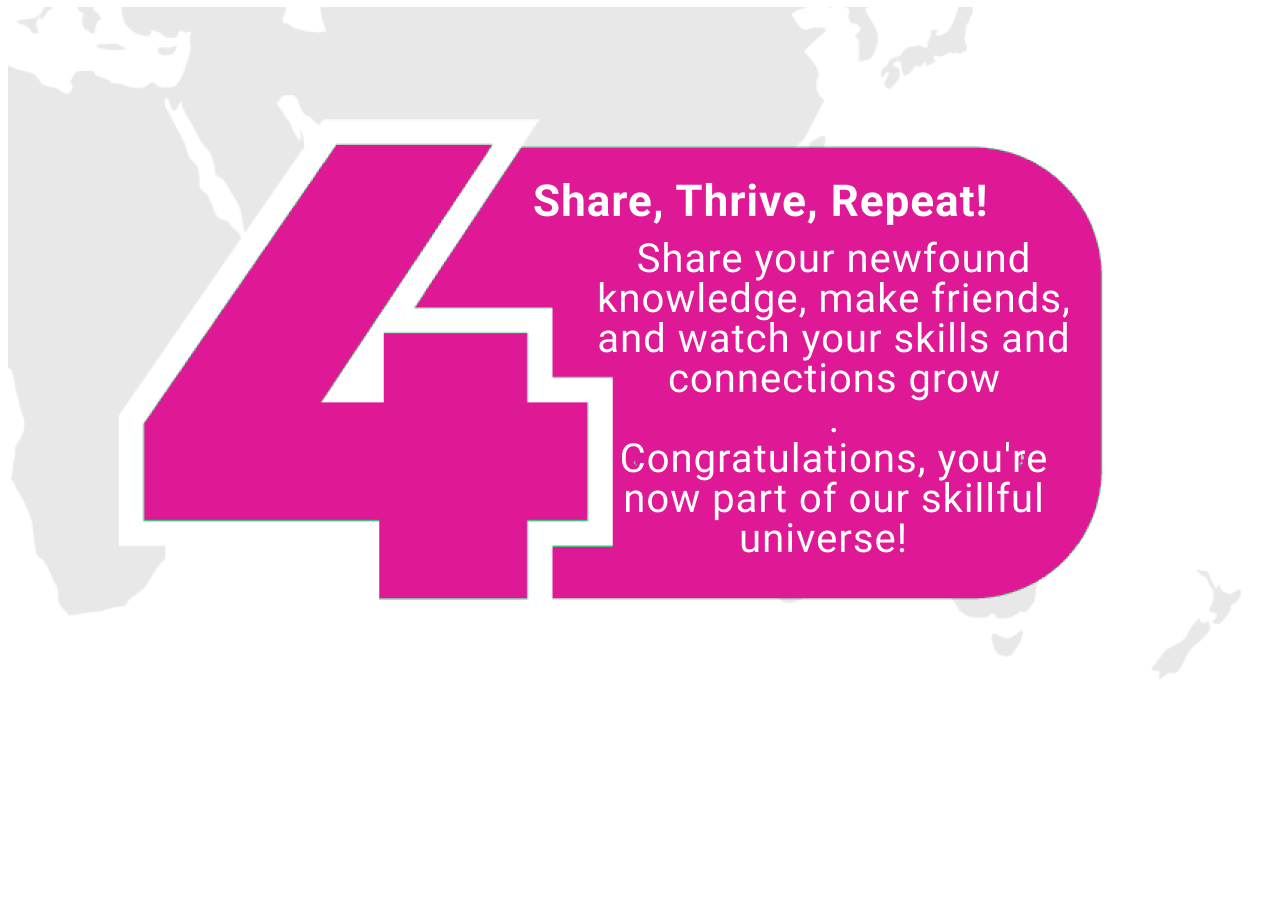 4
Share, Thrive, Repeat!
Share your newfound
knowledge, make friends,
and watch your skills and
connections grow
.
Congratulations, you're
now part of our skillful
universe!